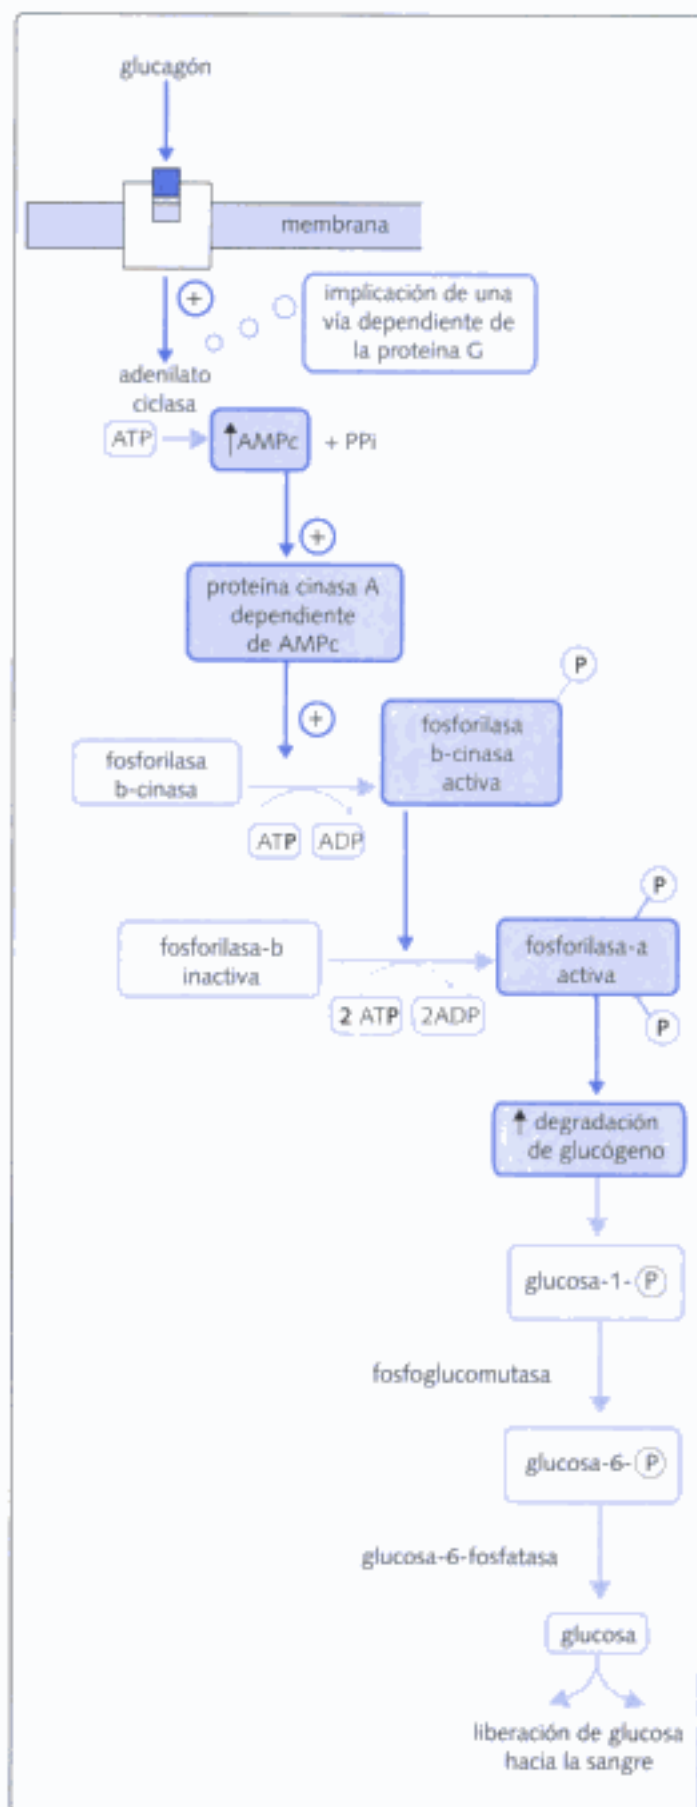 glucagón
membrana
+
implicación de una
vía dependiente de
la proteina G
adenilato
ciclasa
ATP
↑AMPc
+ PPi
+
proteína cinasa A
dependiente
de AMPc
P
+
fosforilasa
b-cinasa
activa
fosforilasa
b-cinasa
ATP
ADP
P
fosforilasa-b
inactiva
fosforilasa-a
activa
2 ATP
2ADP
P
↑ degradación
de glucógeno
glucosa-1-P
fosfoglucomutasa
glucosa-6-P
glucosa-6-fosfatasa
glucosa
liberación de glucosa
hacia la sangre